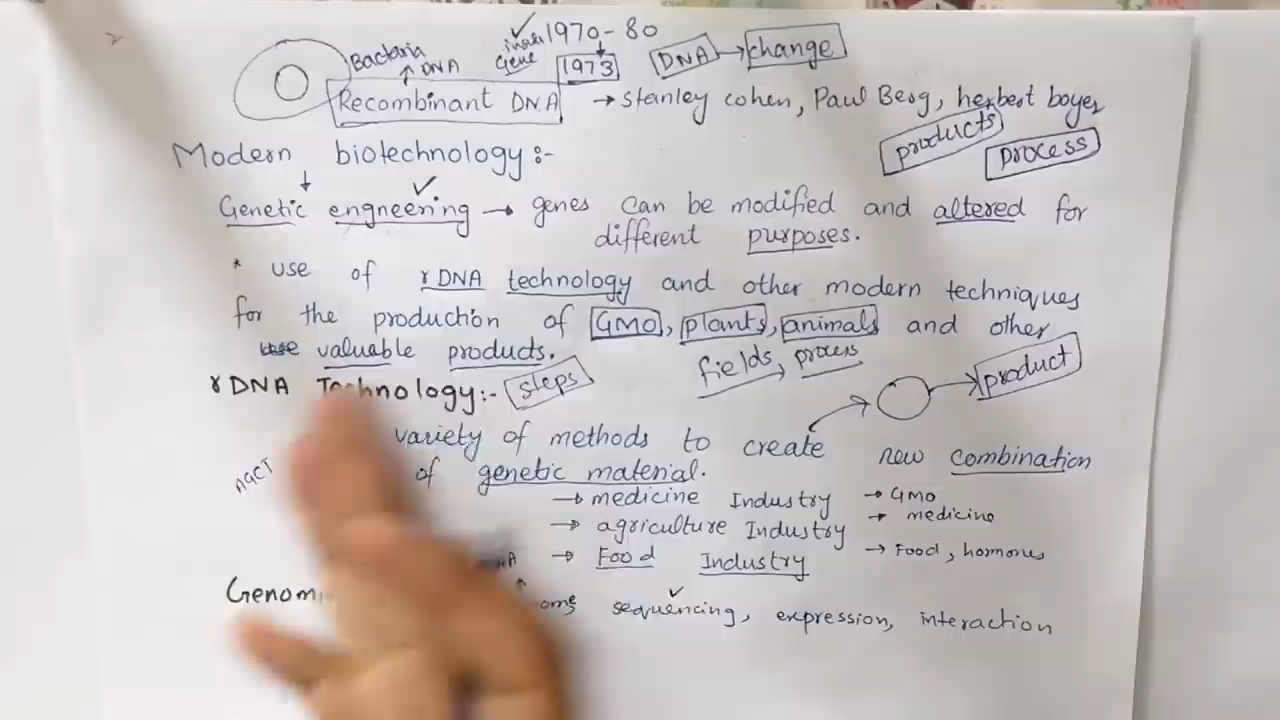 1970-80
Bacteria
Gene
DNA
1973
DNA → change
Recombinant DNA → stanley cohen, Paul Berg, herbert boyer
products
process
Modern biotechnology:-
Genetic engneering → genes can be modified and altered for
different purposes.
* use of rDNA technology and other modern techniques
for the production of GMO, plants, animals and other
valuable products.
fields, process
rDNA Technology:- steps
product
variety of methods to create new combination
of genetic material.
→ medicine Industry → GMO
→ agriculture Industry → medicine
→ Food Industry → Food, hormones
sequencing, expression, interaction